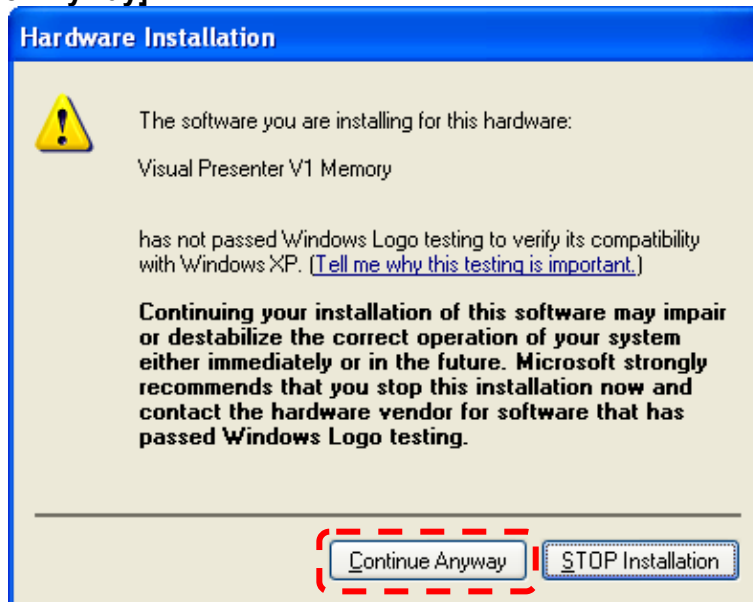 Hardware Installation
The software you are installing for this hardware:
Visual Presenter V1 Memory
has not passed Windows Logo testing to verify its compatibility
with Windows XP. (Tell me why this testing is important.)
Continuing your installation of this software may impair
or destabilize the correct operation of your system
either immediately or in the future. Microsoft strongly
recommends that you stop this installation now and
contact the hardware vendor for software that has
passed Windows Logo testing.
Continue Anyway STOP Installation